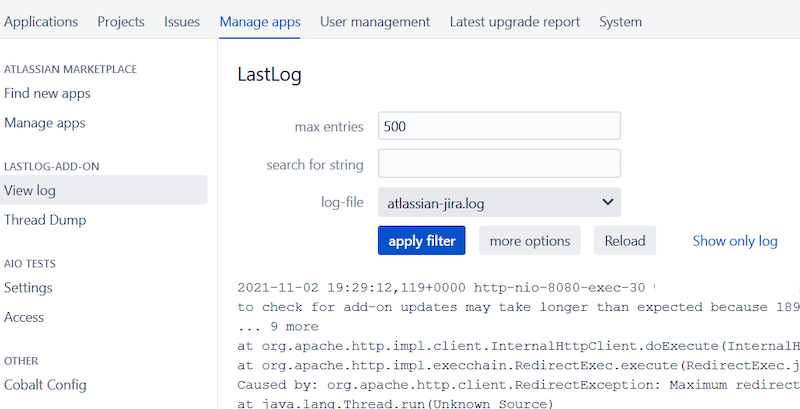 Applications Projects Issues Manage apps User management Latest upgrade report System
ATLASSIAN MARKETPLACE
Find new apps
Manage apps
LASTLOG-ADD-ON
View log
Thread Dump
AIO TESTS
Settings
Access
OTHER
Cobalt Config
LastLog
max entries 500
search for string
log-file atlassian-jira.log
apply filter more options Reload Show only log
2021-11-02 19:29:12,119+0000 http-nio-8080-exec-30
to check for add-on updates may take longer than expected because 189
... 9 more
at org.apache.http.impl.client.InternalHttpClient.doExecute(InternalH
at org.apache.http.impl.execchain.RedirectExec.execute(RedirectExec.j
Caused by: org.apache.http.client.RedirectException: Maximum redirect
at java.lang.Thread.run(Unknown Source)